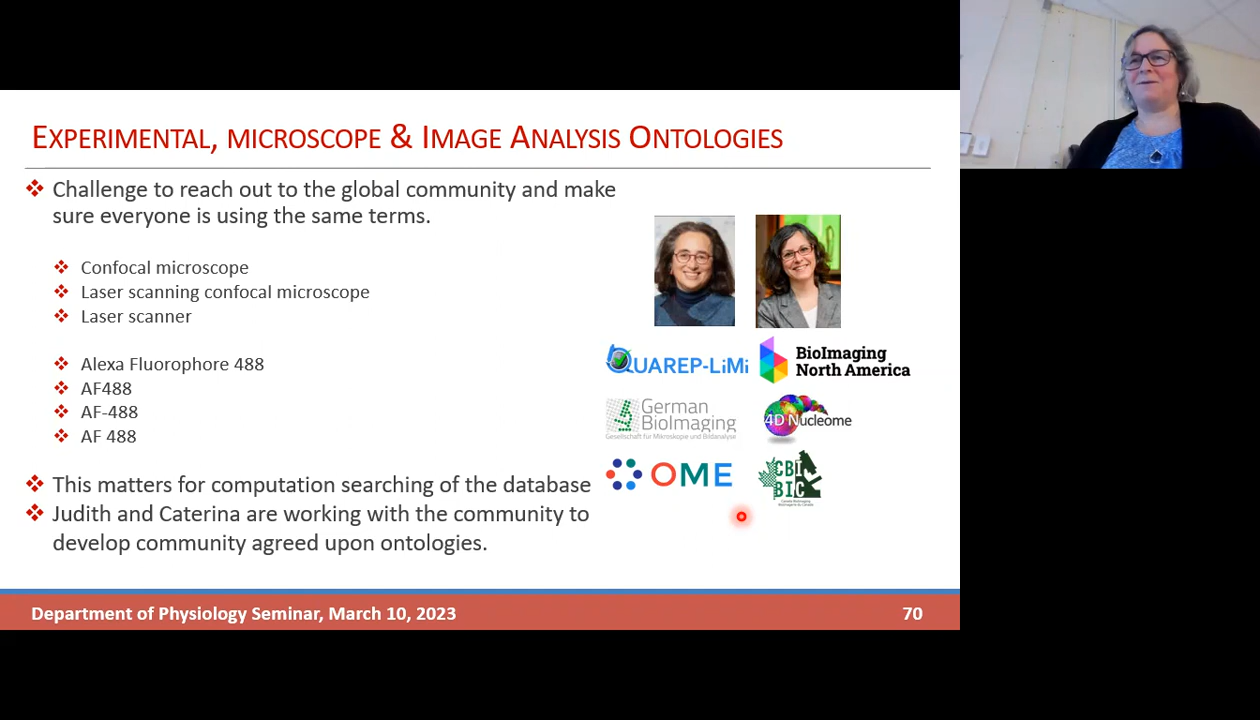 EXPERIMENTAL, MICROSCOPE & IMAGE ANALYSIS ONTOLOGIES
Challenge to reach out to the global community and make
sure everyone is using the same terms.
Confocal microscope
Laser scanning confocal microscope
Laser scanner
Alexa Fluorophore 488
AF488
AF-488
AF 488
This matters for computation searching of the database
Judith and Caterina are working with the community to
develop community agreed upon ontologies.
QUAREP-LiMi
BioImaging
North America
German
BioImaging
Gesellschaft für Mikroskopie und Bildanalyse
4D Nucleome
OME
CBI
BIC
Department of Physiology Seminar, March 10, 2023
70